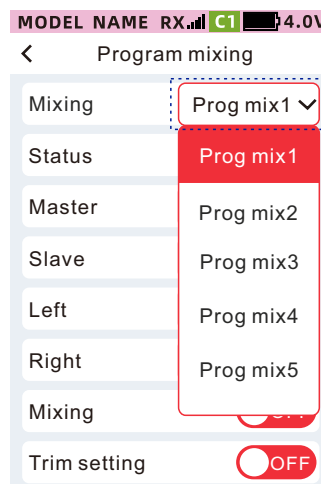 MODEL NAME RX C1 4.0V
Program mixing
Mixing Prog mix1
Status Prog mix1
Master Prog mix2
Slave Prog mix3
Left Prog mix4
Right Prog mix5
Mixing OFF
Trim setting OFF